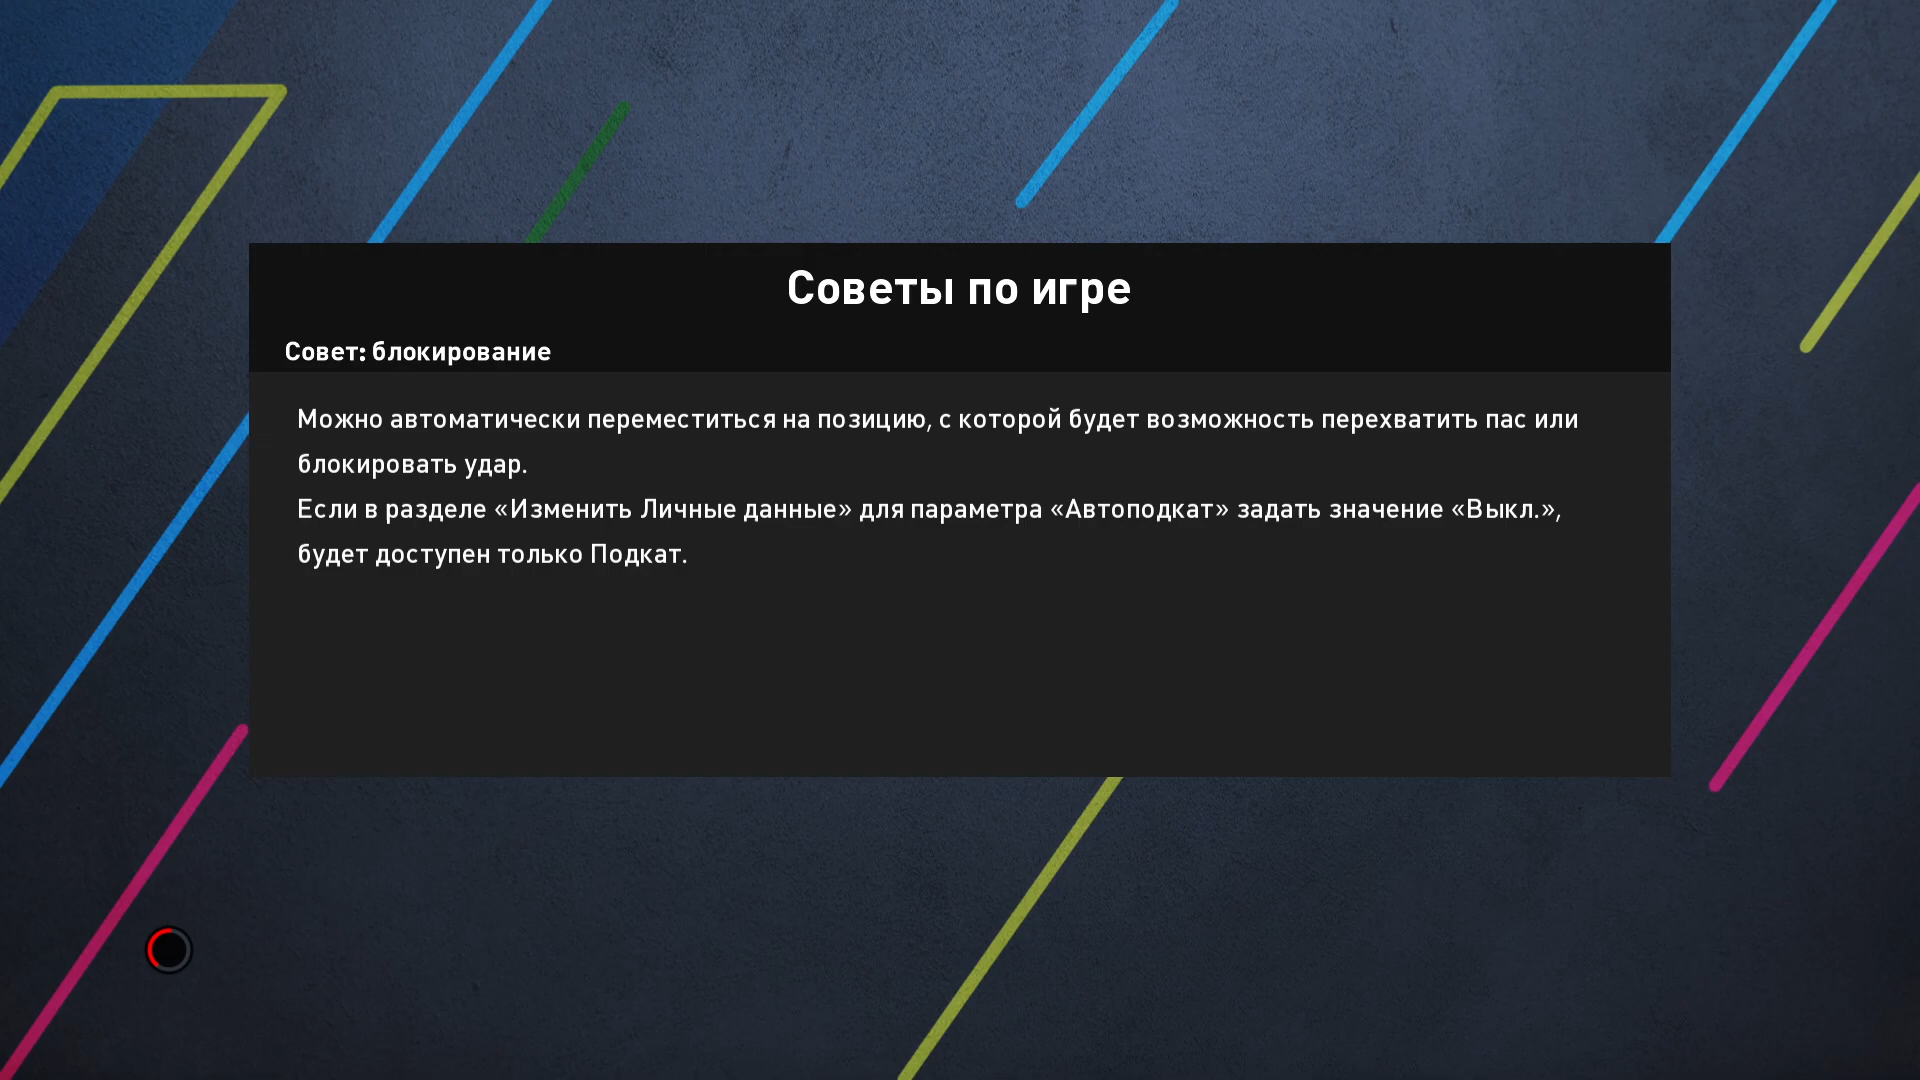 Советы по игре
Совет: блокирование
Можно автоматически переместиться на позицию, с которой будет возможность перехватить пас или
блокировать удар.
Если в разделе «Изменить Личные данные» для параметра «Автоподкат» задать значение «Выкл.»,
будет доступен только Подкат.